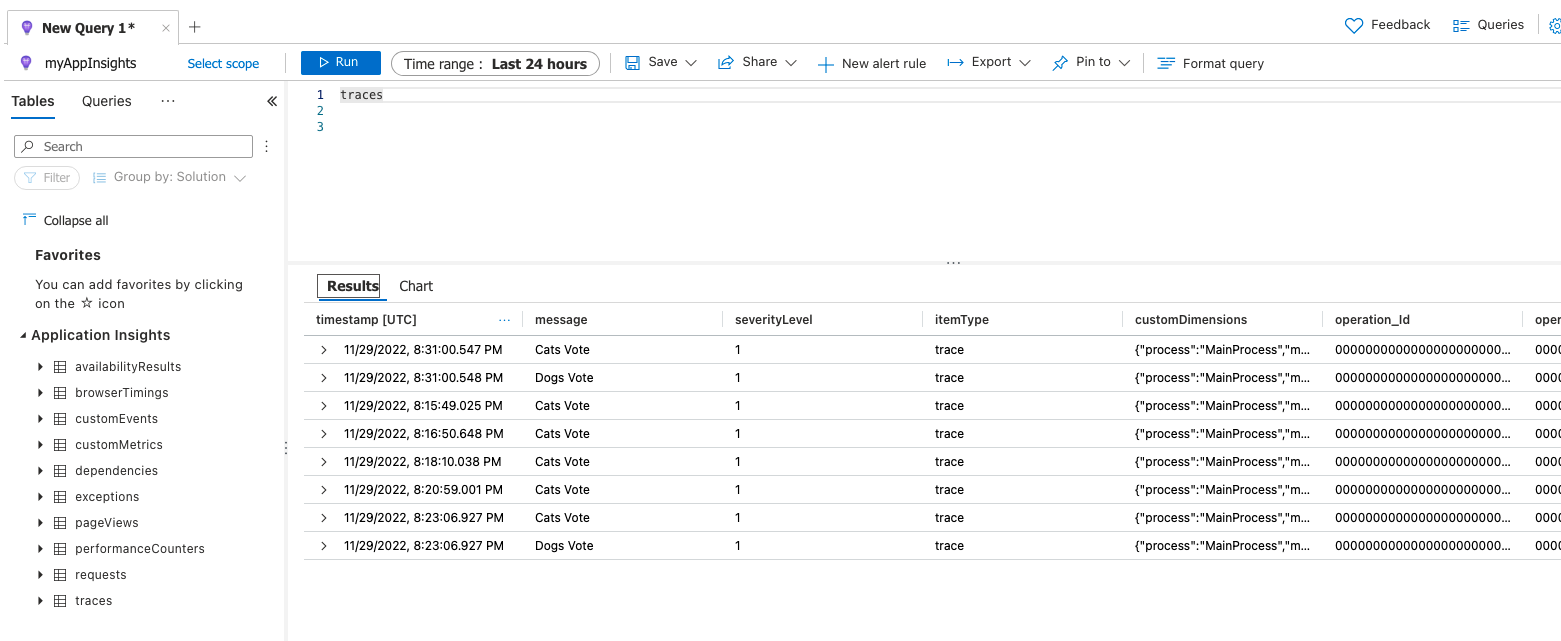 New Query 1* × +
Feedback Queries
myAppInsights Select scope Run Time range : Last 24 hours Save Share New alert rule Export Pin to Format query
Tables Queries ··· «
Search
Filter Group by: Solution
Collapse all
Favorites
You can add favorites by clicking
on the ☆ icon
Application Insights
availabilityResults
browserTimings
customEvents
customMetrics
dependencies
exceptions
pageViews
performanceCounters
requests
traces
1 traces
2
3
Results Chart
timestamp [UTC] ··· message severityLevel itemType customDimensions operation_Id oper
11/29/2022, 8:31:00.547 PM Cats Vote 1 trace {"process":"MainProcess","m... 0000000000000000000000... 0000
11/29/2022, 8:31:00.548 PM Dogs Vote 1 trace {"process":"MainProcess","m... 0000000000000000000000... 0000
11/29/2022, 8:15:49.025 PM Cats Vote 1 trace {"process":"MainProcess","m... 0000000000000000000000... 0000
11/29/2022, 8:16:50.648 PM Cats Vote 1 trace {"process":"MainProcess","m... 0000000000000000000000... 0000
11/29/2022, 8:18:10.038 PM Cats Vote 1 trace {"process":"MainProcess","m... 0000000000000000000000... 0000
11/29/2022, 8:20:59.001 PM Cats Vote 1 trace {"process":"MainProcess","m... 0000000000000000000000... 0000
11/29/2022, 8:23:06.927 PM Cats Vote 1 trace {"process":"MainProcess","m... 0000000000000000000000... 0000
11/29/2022, 8:23:06.927 PM Dogs Vote 1 trace {"process":"MainProcess","m... 0000000000000000000000... 0000